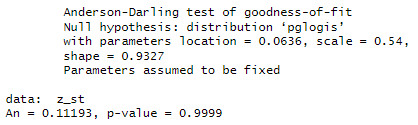 Anderson-Darling test of goodness-of-fit
Null hypothesis: distribution ‘pglogis’
with parameters location = 0.0636, scale = 0.54,
shape = 0.9327
Parameters assumed to be fixed
data:  z_st
An = 0.11193, p-value = 0.9999